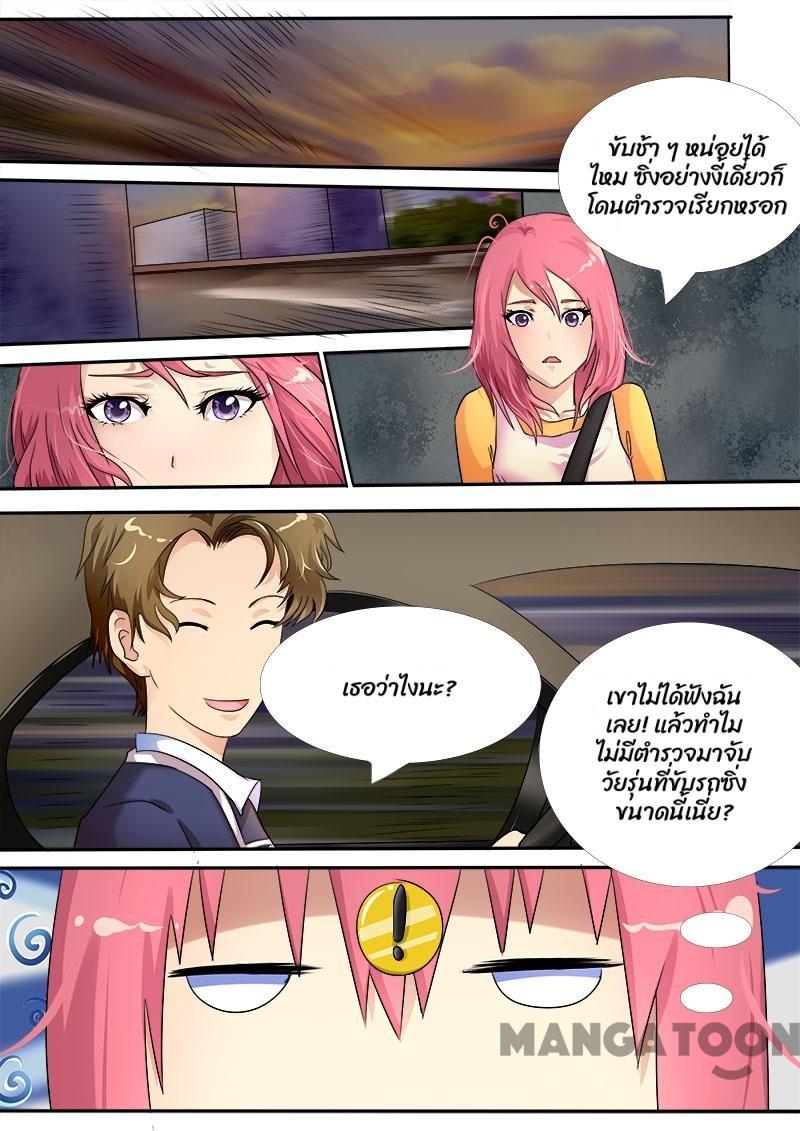 ขับช้า ๆ หน่อยได้
ไหม ซิ่งอย่างงี้เดี๋ยวก็
โดนตำรวจเรียกหรอก
เธอว่าไงนะ?
เขาไม่ได้ฟังฉัน
เลย! แล้วทำไม
ไม่มีตำรวจมาจับ
วัยรุ่นที่ขับรถซิ่ง
ขนาดนี้เนี่ย?
!
MANGATOON